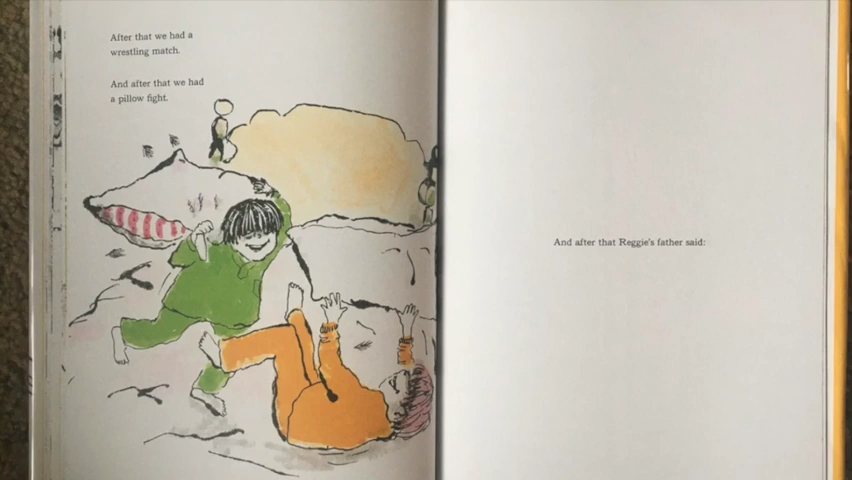 After that we had a
wrestling match.
And after that we had
a pillow fight.
And after that Reggie's father said: